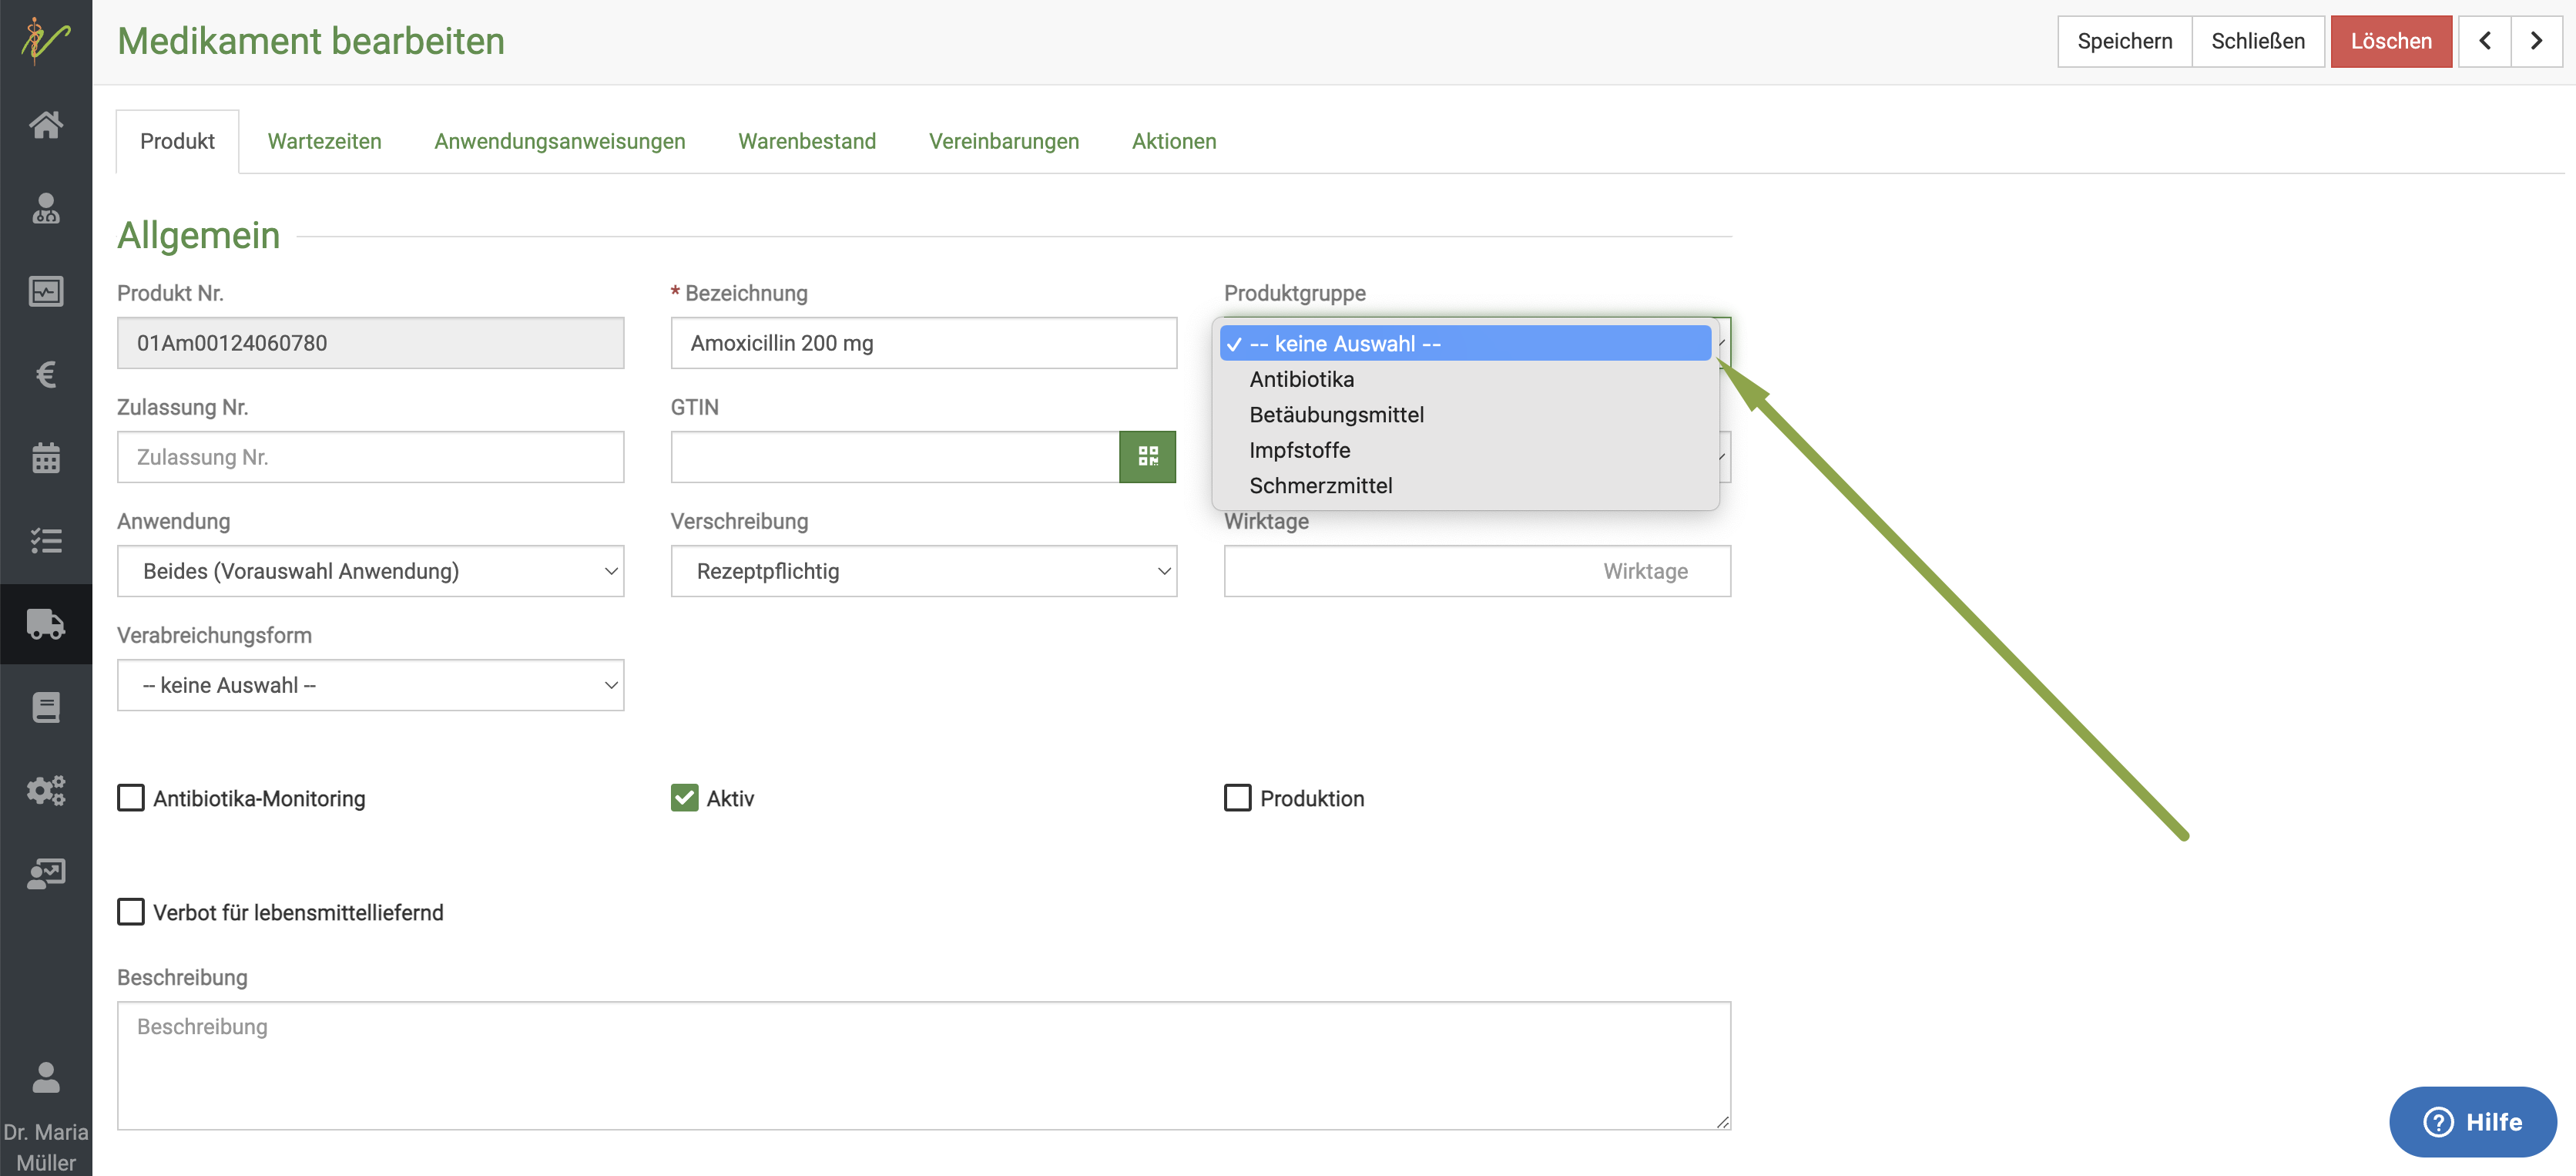 Medikament bearbeiten
Speichern
Schließen
Löschen
Produkt
Wartezeiten
Anwendungsanweisungen
Warenbestand
Vereinbarungen
Aktionen
Allgemein
Produkt Nr.
* Bezeichnung
Produktgruppe
01Am00124060780
Amoxicillin 200 mg
-- keine Auswahl --
Antibiotika
Betäubungsmittel
Impfstoffe
Schmerzmittel
Zulassung Nr.
GTIN
Zulassung Nr.
Anwendung
Verschreibung
Wirktage
Beides (Vorauswahl Anwendung)
Rezeptpflichtig
Wirktage
Verabreichungsform
-- keine Auswahl --
Antibiotika-Monitoring
Aktiv
Produktion
Verbot für lebensmittelliefernd
Beschreibung
Beschreibung
Dr. Maria
Müller
Hilfe